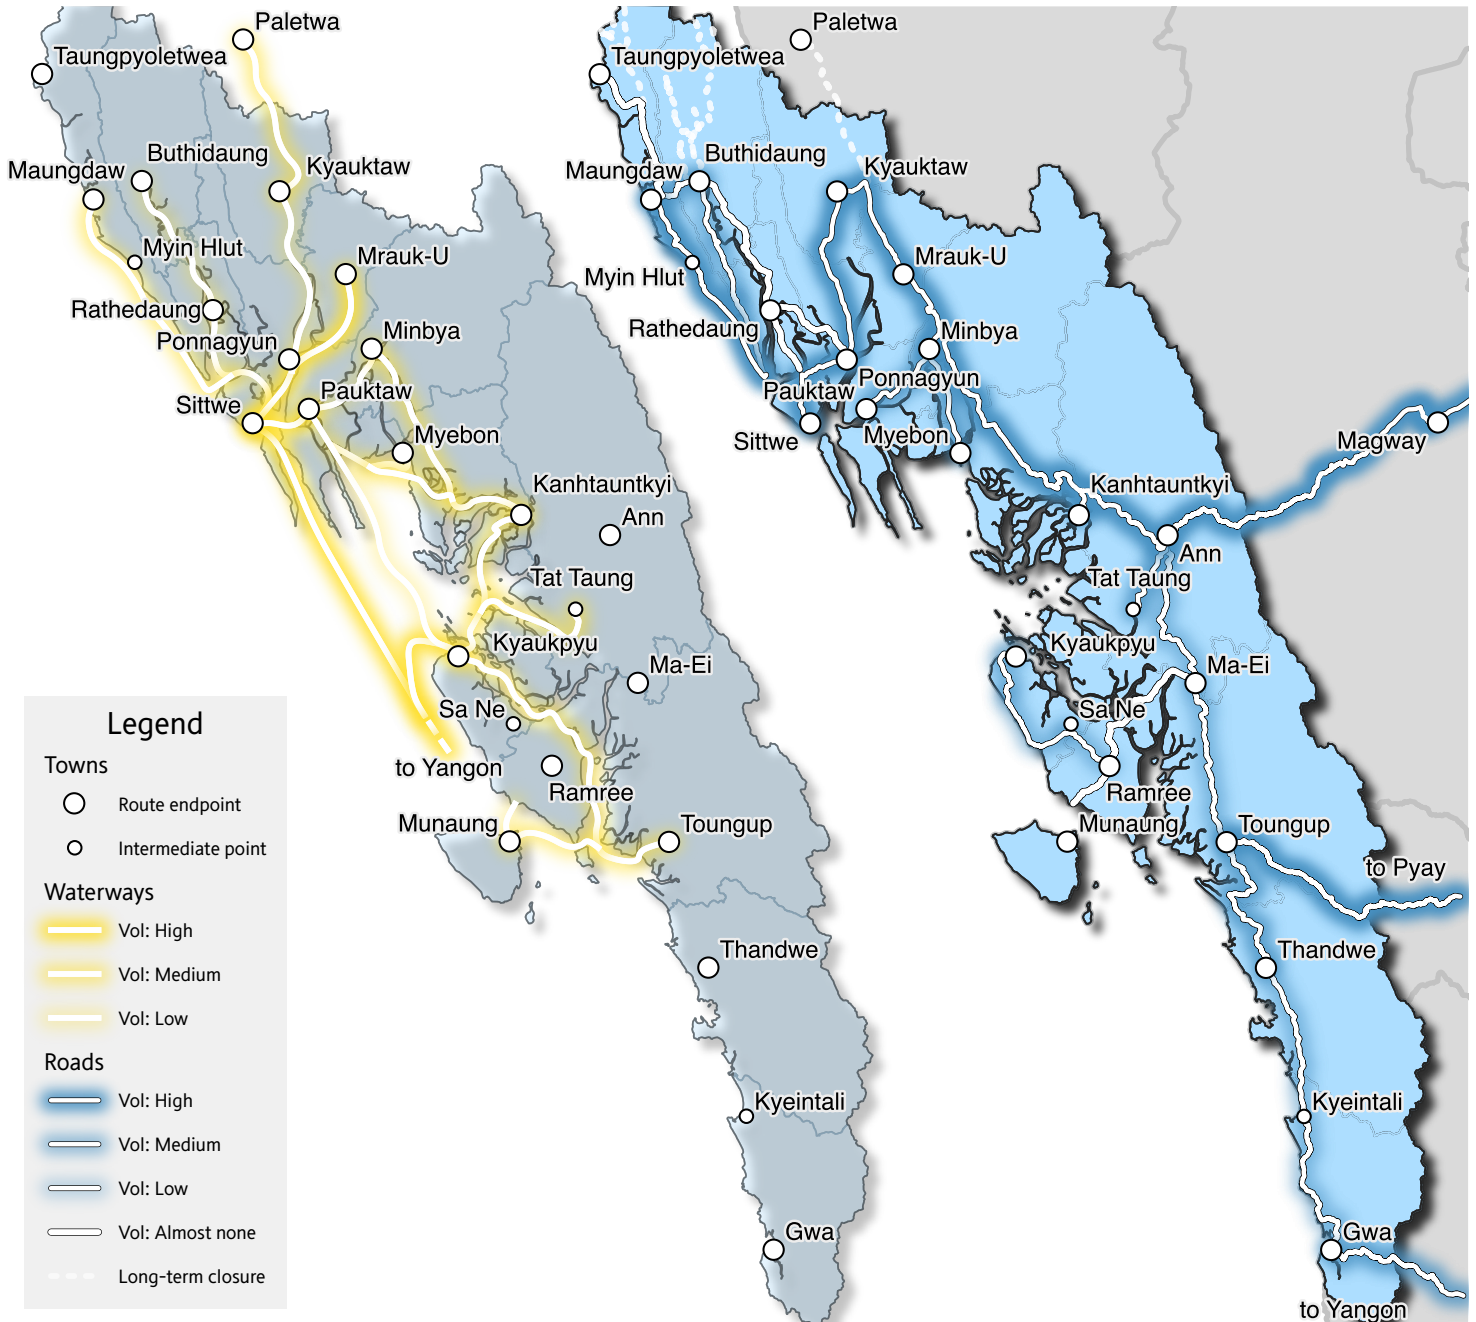 Paletwa
Taungpyoletwea
Buthidaung
Maungdaw
Kyauktaw
Myin Hlut
Mrauk-U
Rathedaung
Ponnagyun
Minbya
Sittwe
Pauktaw
Myebon
Kanhtauntkyi
Ann
Tat Taung
Kyaukpyu
Ma-Ei
Sa Ne
to Yangon
Ramree
Munaung
Toungup
Thandwe
Kyeintali
Gwa
Paletwa
Taungpyoletwea
Buthidaung
Maungdaw
Kyauktaw
Myin Hlut
Mrauk-U
Rathedaung
Minbya
Pauktaw
Ponnagyun
Sittwe
Myebon
Magway
Kanhtauntkyi
Ann
Tat Taung
Kyaukpyu
Ma-Ei
Sa Ne
Ramree
Munaung
Toungup
to Pyay
Thandwe
Kyeintali
Gwa
to Yangon
Legend
Towns
Route endpoint
Intermediate point
Waterways
Vol: High
Vol: Medium
Vol: Low
Roads
Vol: High
Vol: Medium
Vol: Low
Vol: Almost none
Long-term closure